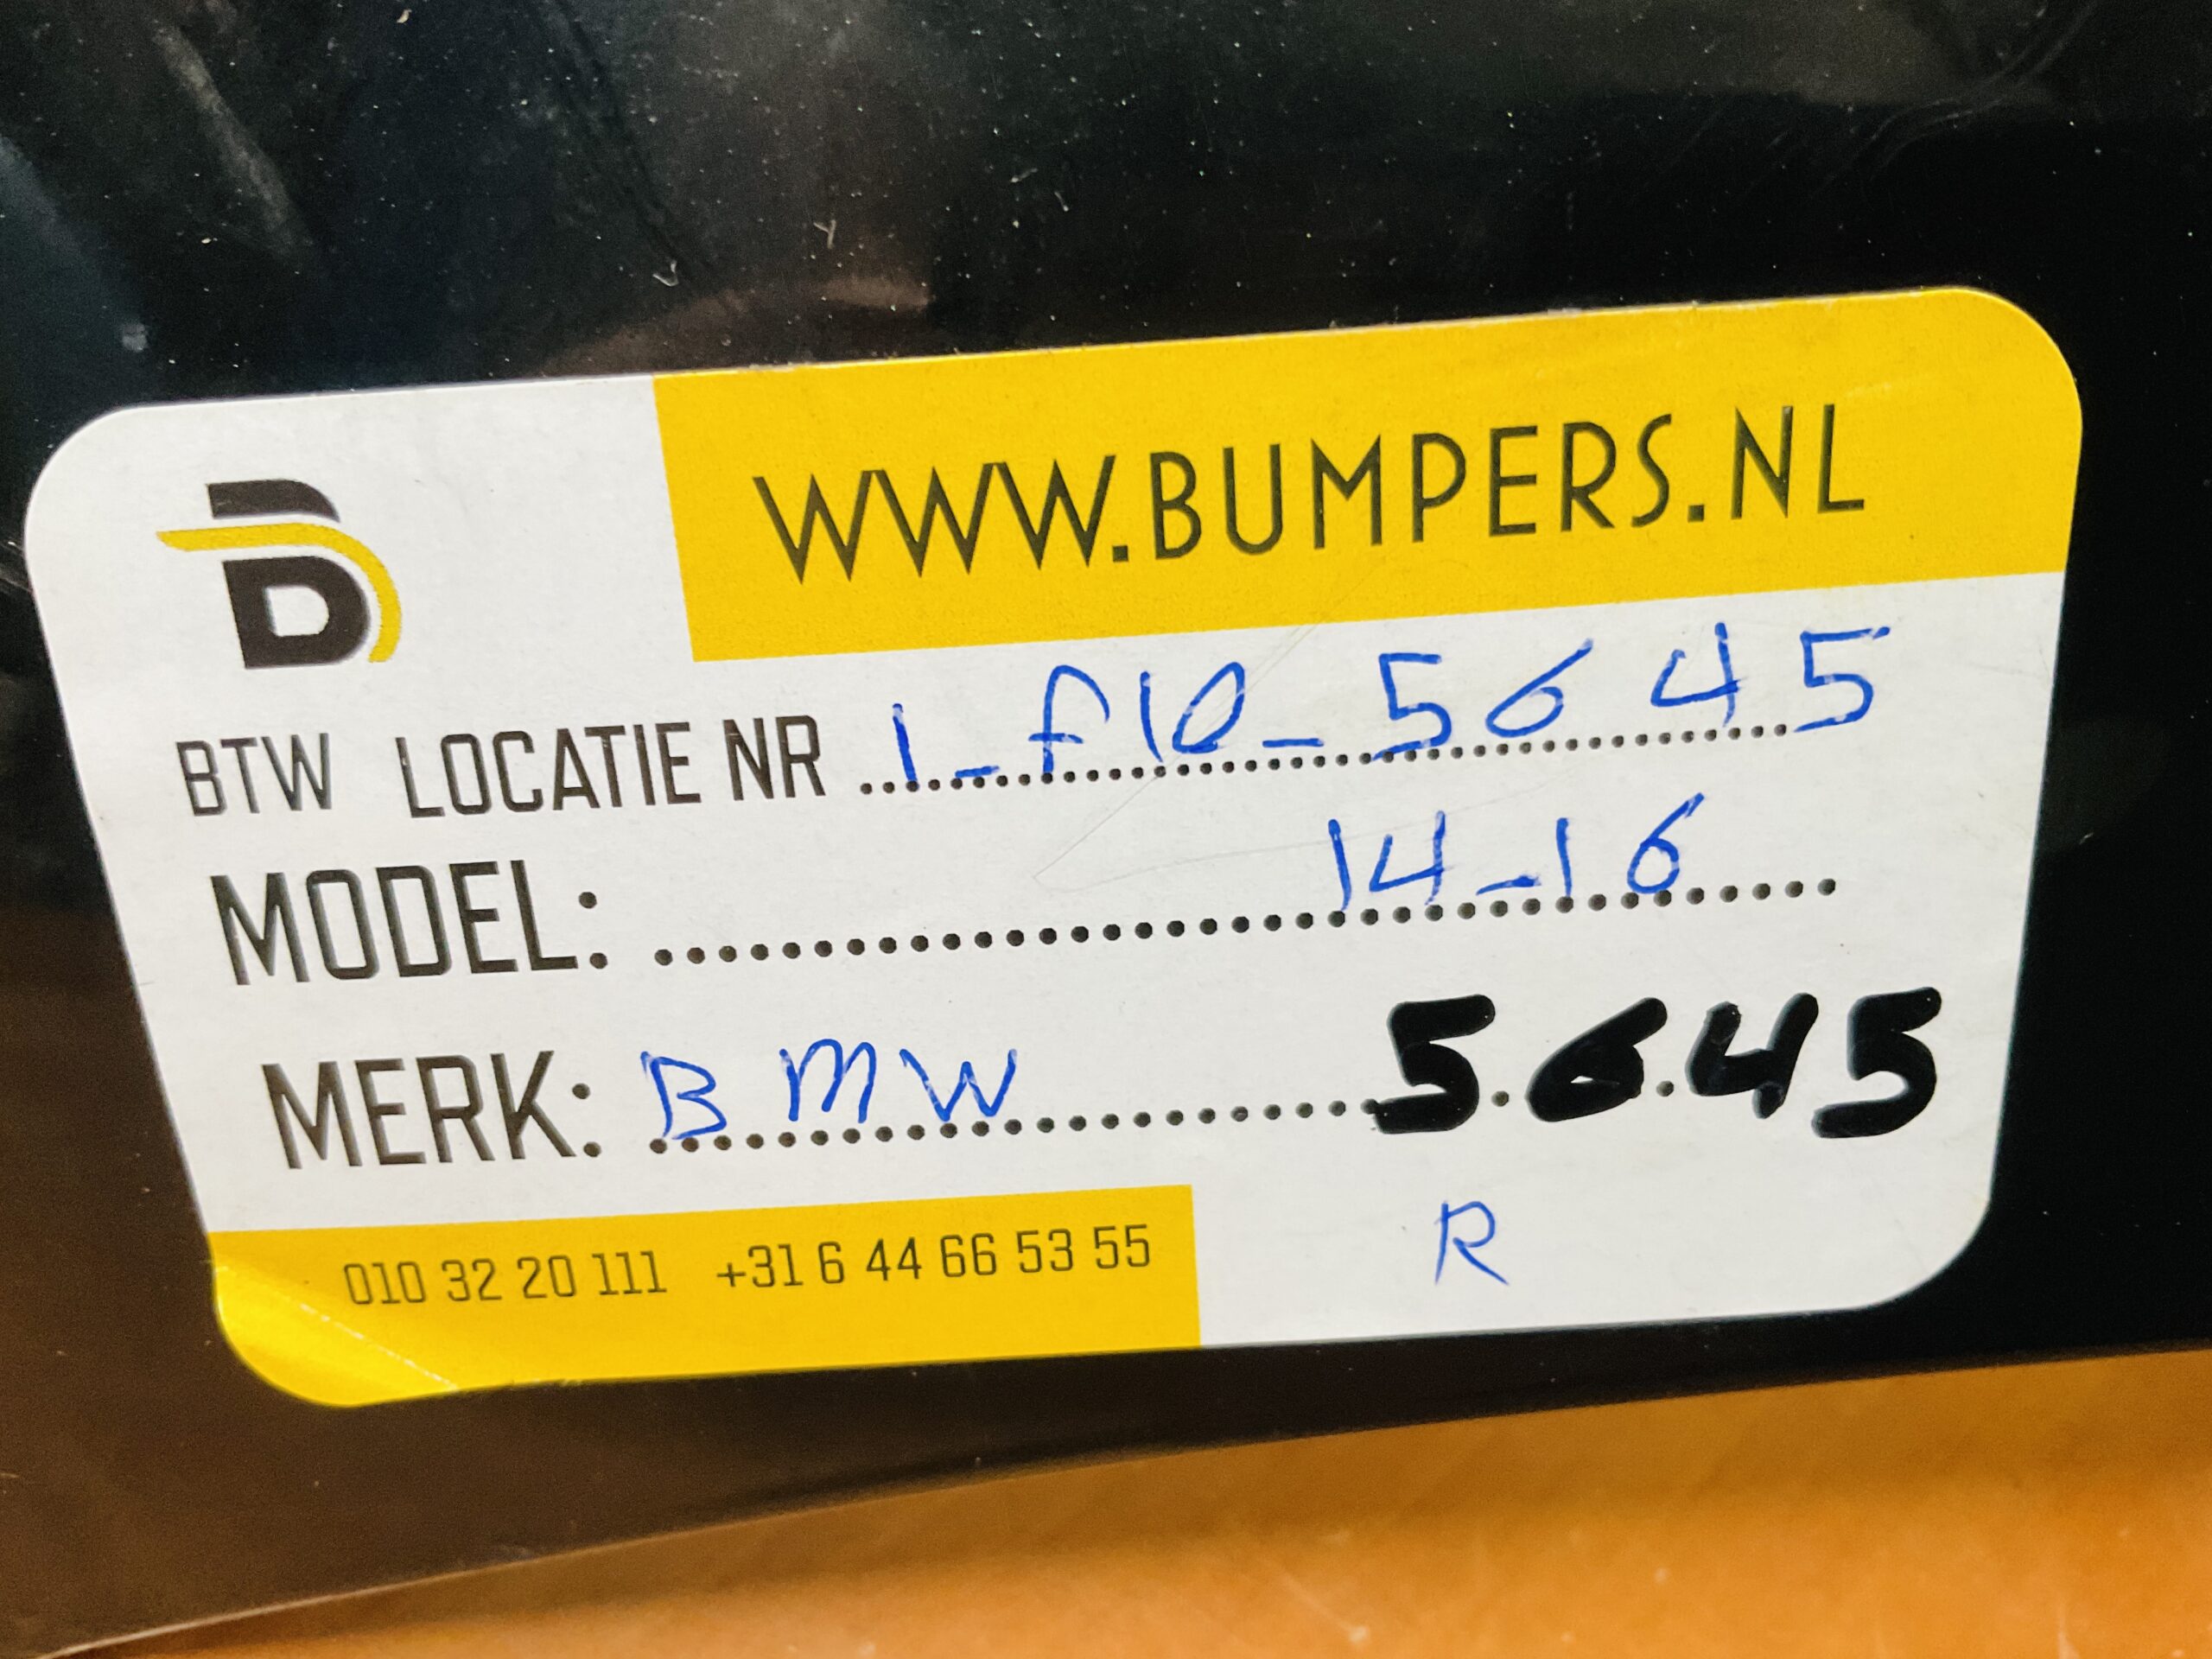 WWW.BUMPERS.NL
BTW LOCATIE NR 1_f10_5645
MODEL: 14-16
MERK: BMW 5645
010 32 20 111 +31 6 44 66 53 55
R